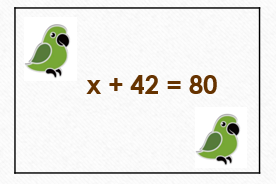 x + 42 = 80